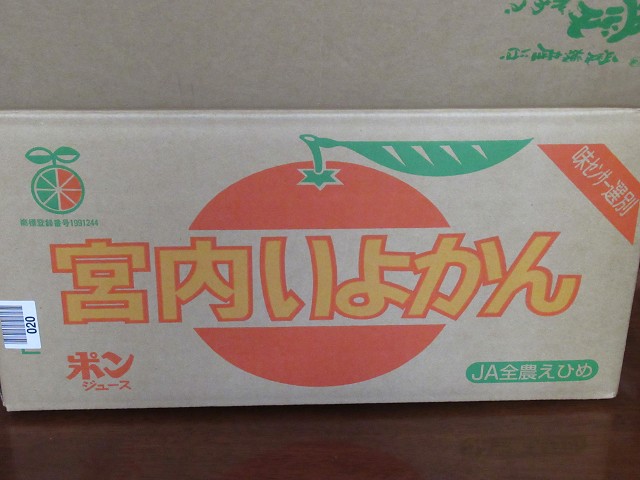 味センサー選別
商標登録番号1991244
宮内いよかん
020
ポン
ジュース
JA全農えひめ